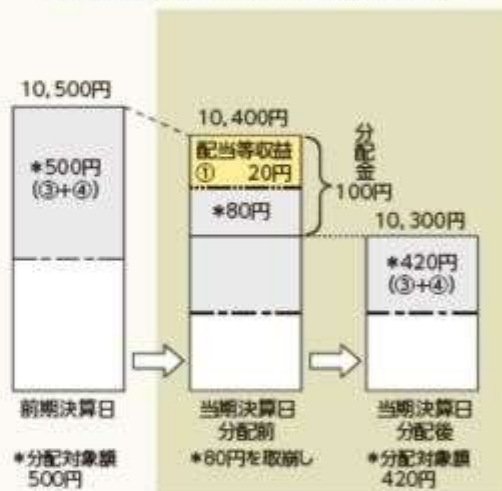 10,500円
*500円
(③+④)
10,400円
配当等収益
① 20円
*80円
分配金
100円
10,300円
*420円
(③+④)
前期決算日
当期決算日
分配前
当期決算日
分配後
*分配対象額
500円
*80円を取崩し
*分配対象額
420円